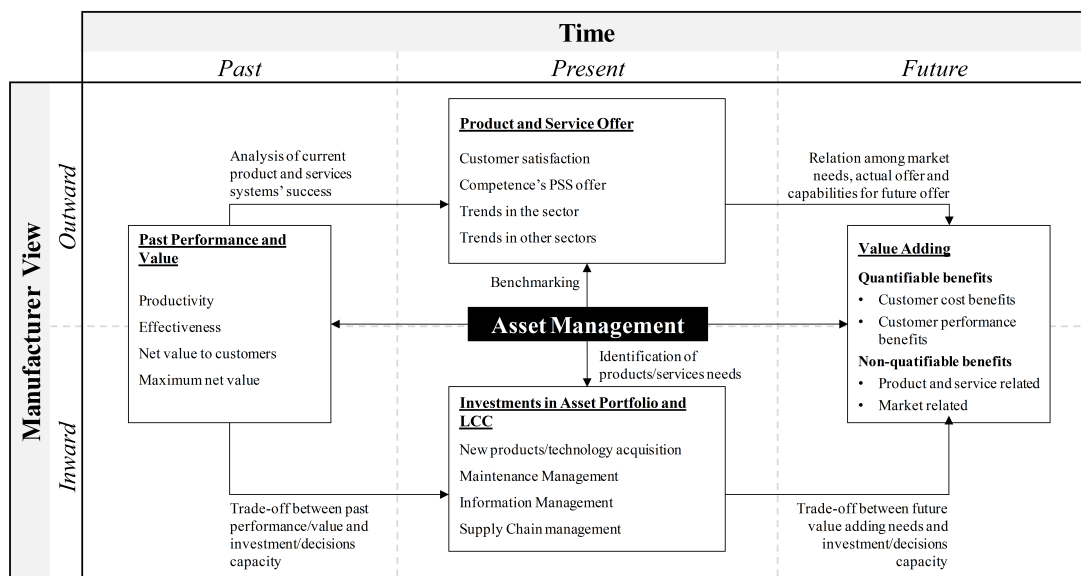 Time
Past
Present
Future
Manufacturer View
Outward
Inward
Analysis of current
product and services
systems' success
Product and Service Offer
Customer satisfaction
Competence's PSS offer
Trends in the sector
Trends in other sectors
Relation among market
needs, actual offer and
capabilities for future offer
Past Performance and
Value
Productivity
Effectiveness
Net value to customers
Maximum net value
Benchmarking
Asset Management
Identification of
products/services needs
Value Adding
Quantifiable benefits
• Customer cost benefits
• Customer performance
benefits
Non-quatifiable benefits
• Product and service related
• Market related
Investments in Asset Portfolio and
LCC
New products/technology acquisition
Maintenance Management
Information Management
Supply Chain management
Trade-off between past
performance/value and
investment/decisions
capacity
Trade-off between future
value adding needs and
investment/decisions
capacity